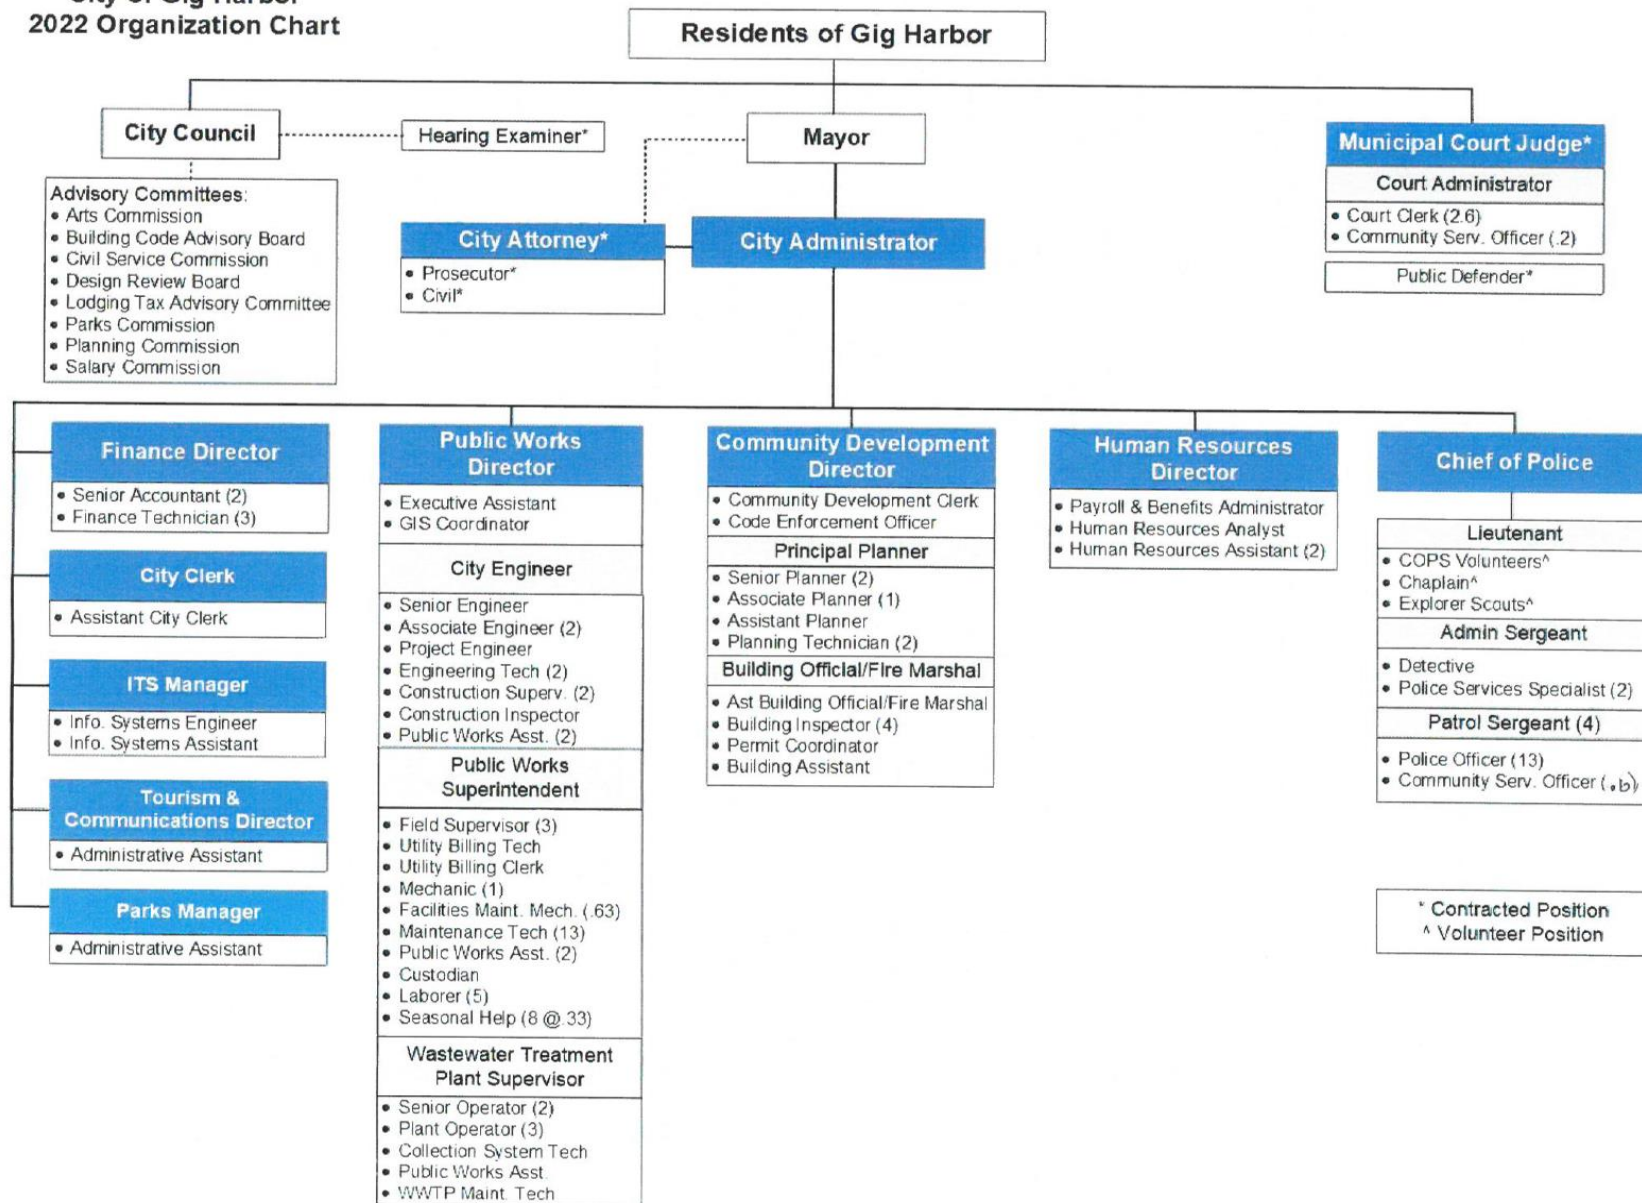 City of Gig Harbor
2022 Organization Chart
Residents of Gig Harbor
City Council
Hearing Examiner*
Mayor
Municipal Court Judge*
Court Administrator
• Court Clerk (2.6)
• Community Serv. Officer (.2)
Public Defender*
Advisory Committees:
• Arts Commission
• Building Code Advisory Board
• Civil Service Commission
• Design Review Board
• Lodging Tax Advisory Committee
• Parks Commission
• Planning Commission
• Salary Commission
City Attorney*
• Prosecutor*
• Civil*
City Administrator
Finance Director
• Senior Accountant (2)
• Finance Technician (3)
City Clerk
• Assistant City Clerk
ITS Manager
• Info. Systems Engineer
• Info. Systems Assistant
Tourism &
Communications Director
• Administrative Assistant
Parks Manager
• Administrative Assistant
Public Works
Director
• Executive Assistant
• GIS Coordinator
City Engineer
• Senior Engineer
• Associate Engineer (2)
• Project Engineer
• Engineering Tech (2)
• Construction Superv. (2)
• Construction Inspector
• Public Works Asst. (2)
Public Works
Superintendent
• Field Supervisor (3)
• Utility Billing Tech
• Utility Billing Clerk
• Mechanic (1)
• Facilities Maint. Mech. (.63)
• Maintenance Tech (13)
• Public Works Asst. (2)
• Custodian
• Laborer (5)
• Seasonal Help (8 @.33)
Wastewater Treatment
Plant Supervisor
• Senior Operator (2)
• Plant Operator (3)
• Collection System Tech
• Public Works Asst.
• WWTP Maint. Tech
Community Development
Director
• Community Development Clerk
• Code Enforcement Officer
Principal Planner
• Senior Planner (2)
• Associate Planner (1)
• Assistant Planner
• Planning Technician (2)
Building Official/Fire Marshal
• Ast Building Official/Fire Marshal
• Building Inspector (4)
• Permit Coordinator
• Building Assistant
Human Resources
Director
• Payroll & Benefits Administrator
• Human Resources Analyst
• Human Resources Assistant (2)
Chief of Police
Lieutenant
• COPS Volunteers^
• Chaplain^
• Explorer Scouts^
Admin Sergeant
• Detective
• Police Services Specialist (2)
Patrol Sergeant (4)
• Police Officer (13)
• Community Serv. Officer (.6)
* Contracted Position
^ Volunteer Position